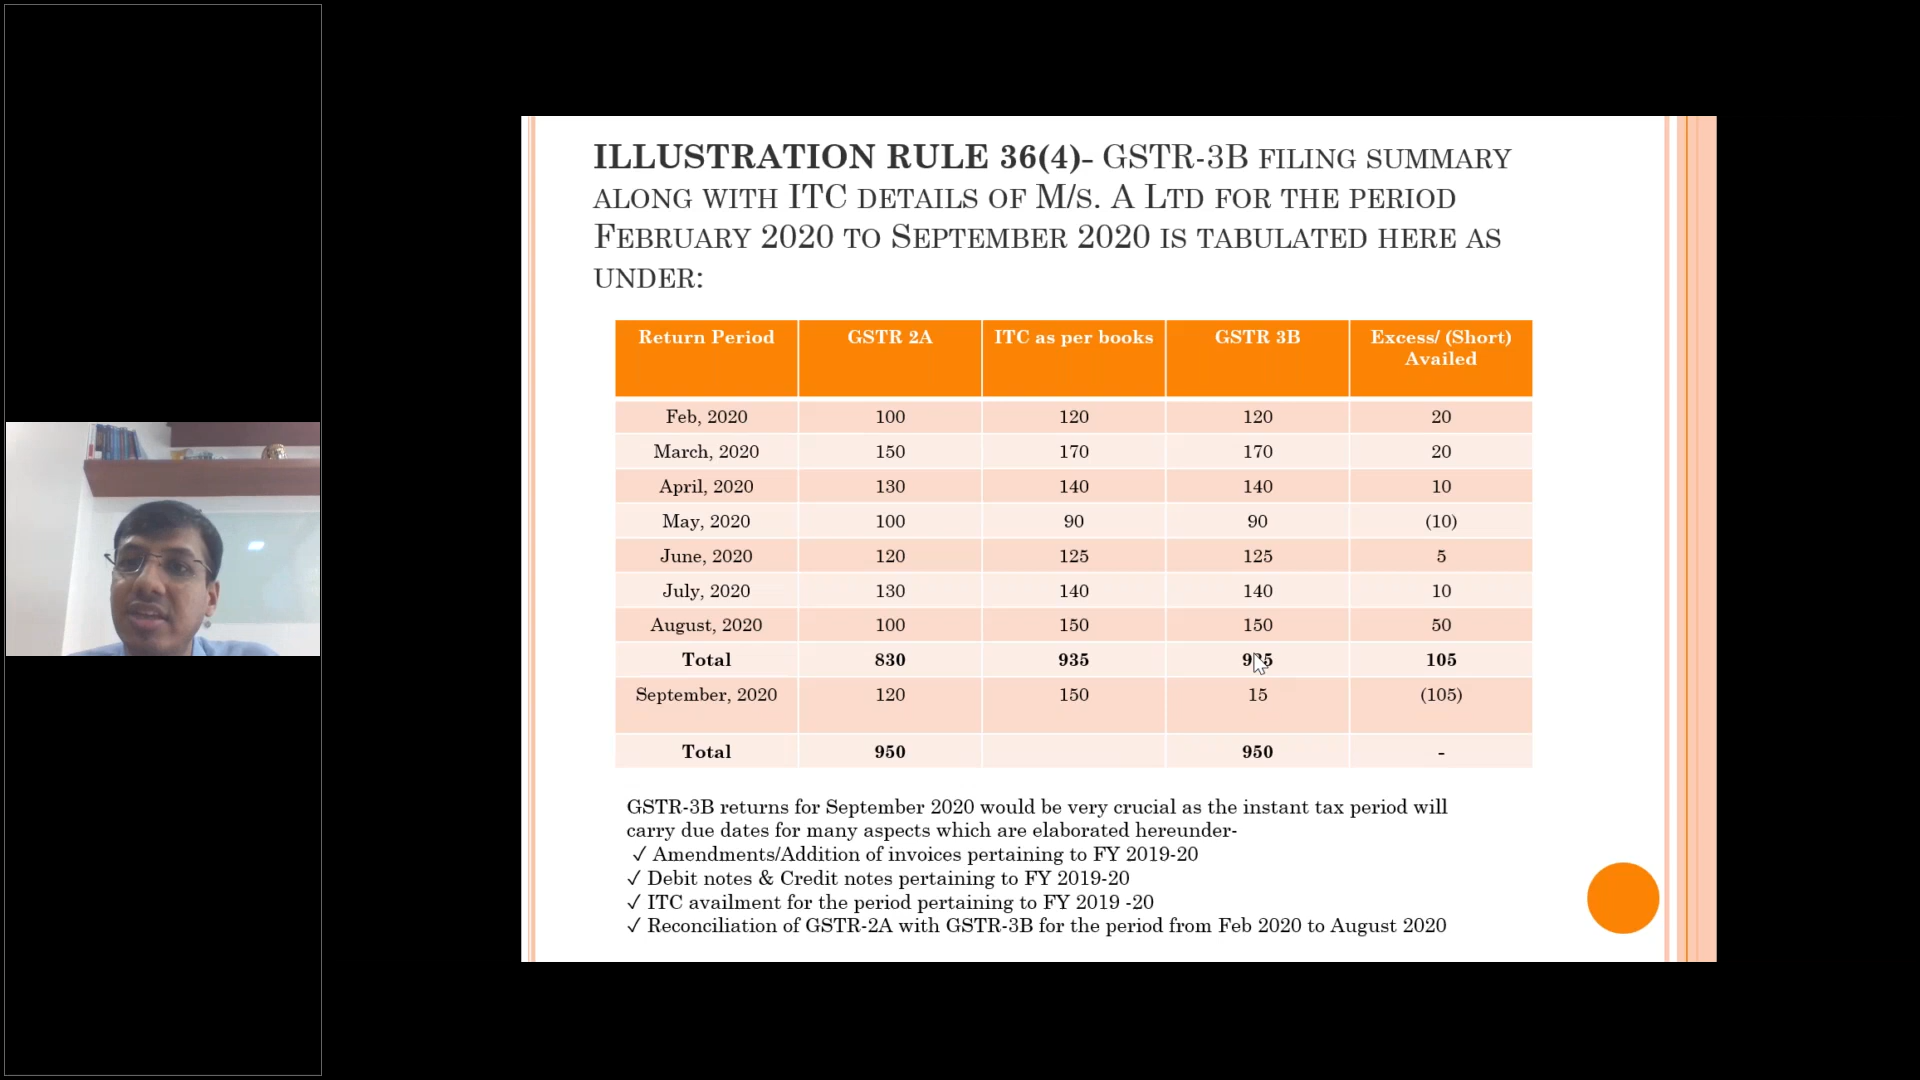 ILLUSTRATION RULE 36(4)- GSTR-3B FILING SUMMARY
ALONG WITH ITC DETAILS OF M/S. A LTD FOR THE PERIOD
FEBRUARY 2020 TO SEPTEMBER 2020 IS TABULATED HERE AS
UNDER:
Return Period GSTR 2A ITC as per books GSTR 3B Excess/ (Short)
Availed
Feb, 2020 100 120 120 20
March, 2020 150 170 170 20
April, 2020 130 140 140 10
May, 2020 100 90 90 (10)
June, 2020 120 125 125 5
July, 2020 130 140 140 10
August, 2020 100 150 150 50
Total 830 935 935 105
September, 2020 120 150 15 (105)
Total 950 950 -
GSTR-3B returns for September 2020 would be very crucial as the instant tax period will
carry due dates for many aspects which are elaborated hereunder-
✓ Amendments/Addition of invoices pertaining to FY 2019-20
✓ Debit notes & Credit notes pertaining to FY 2019-20
✓ ITC availment for the period pertaining to FY 2019 -20
✓ Reconciliation of GSTR-2A with GSTR-3B for the period from Feb 2020 to August 2020